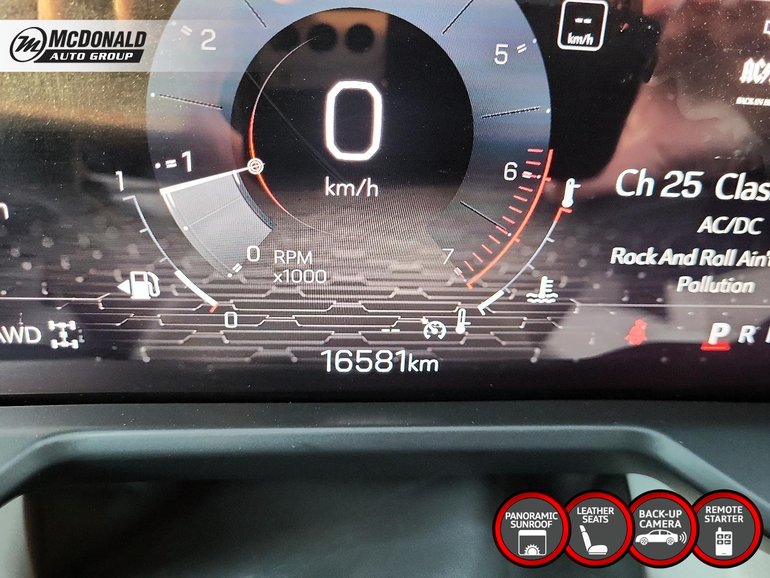 McDONALD
AUTO GROUP
2
5
--
km/h
0
km/h
1
1
6
0
RPM
x1000
7
0
--
16581km
AWD
P R
Ch 25 Clas
AC/DC
Rock And Roll Ain't
Pollution
PANORAMIC
SUNROOF
LEATHER
SEATS
BACK-UP
CAMERA
REMOTE
STARTER